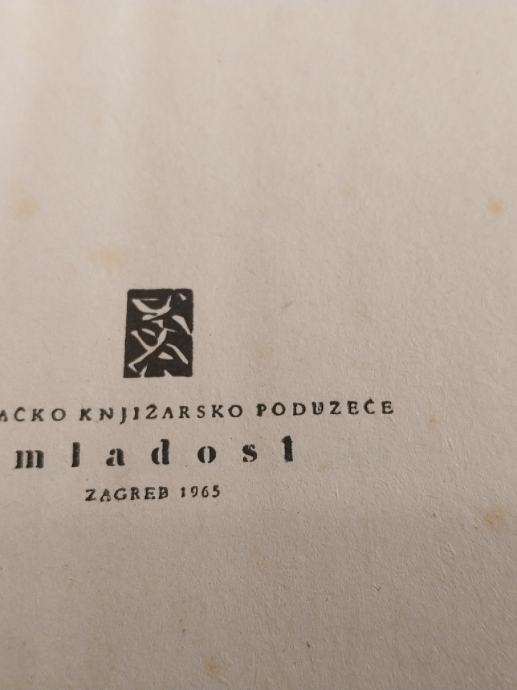 AČKO KNJIŽARSKO PODUZEĆE
mladost
ZAGREB 1965